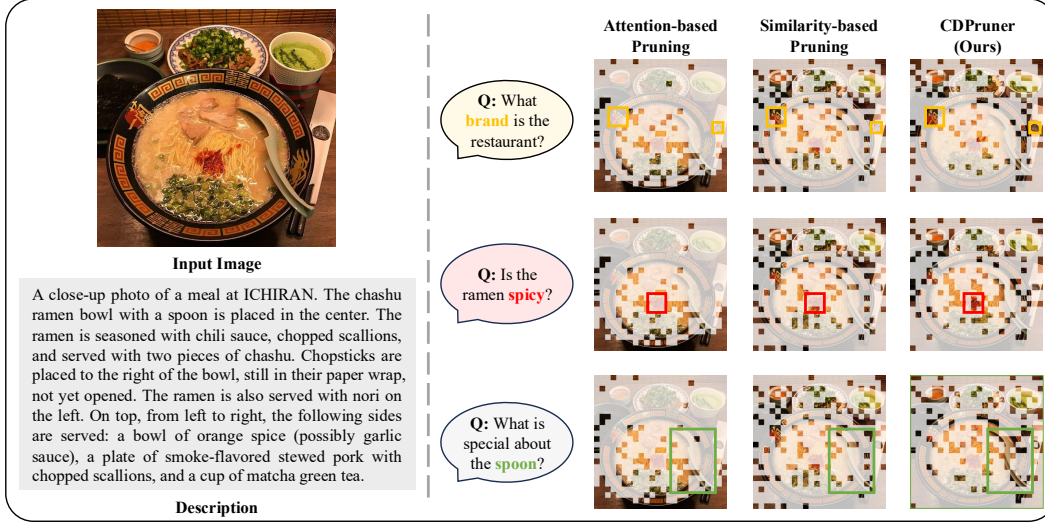 Input Image
A close-up photo of a meal at ICHIRAN. The chashu
ramen bowl with a spoon is placed in the center. The
ramen is seasoned with chili sauce, chopped scallions,
and served with two pieces of chashu. Chopsticks are
placed to the right of the bowl, still in their paper wrap,
not yet opened. The ramen is also served with nori on
the left. On top, from left to right, the following sides
are served: a bowl of orange spice (possibly garlic
sauce), a plate of smoke-flavored stewed pork with
chopped scallions, and a cup of matcha green tea.
Description
Attention-based
Pruning
Similarity-based
Pruning
CDPruner
(Ours)
Q: What
brand is the
restaurant?
Q: Is the
ramen spicy?
Q: What is
special about
the spoon?